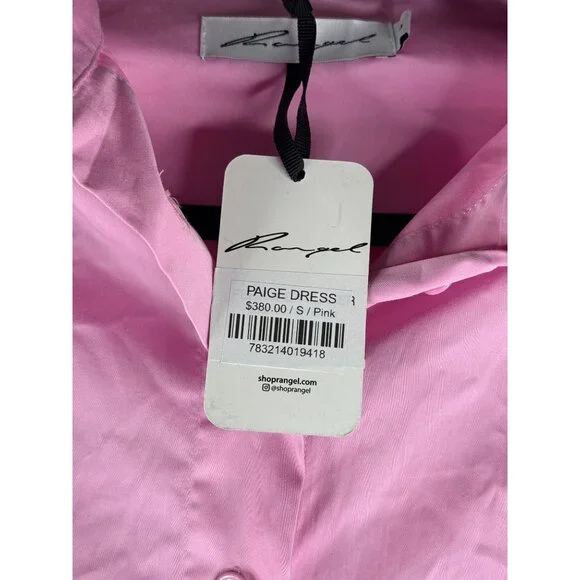 Rangel
Rangel
PAIGE DRESS
$380.00 / S / Pink
783214019418
shoprangel.com
@shoprangel